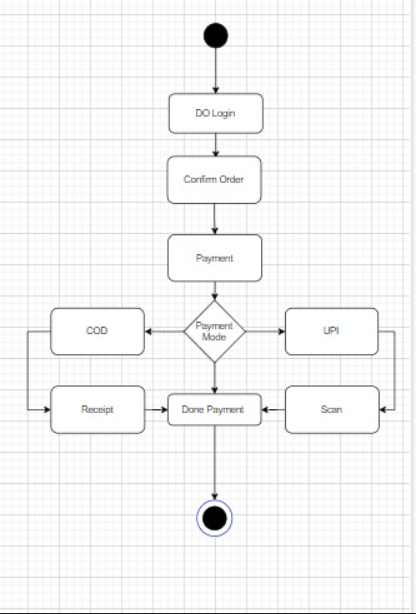 DO Login
Confirm Order
Payment
Payment
Mode
COD
UPI
Receipt
Done Payment
Scan